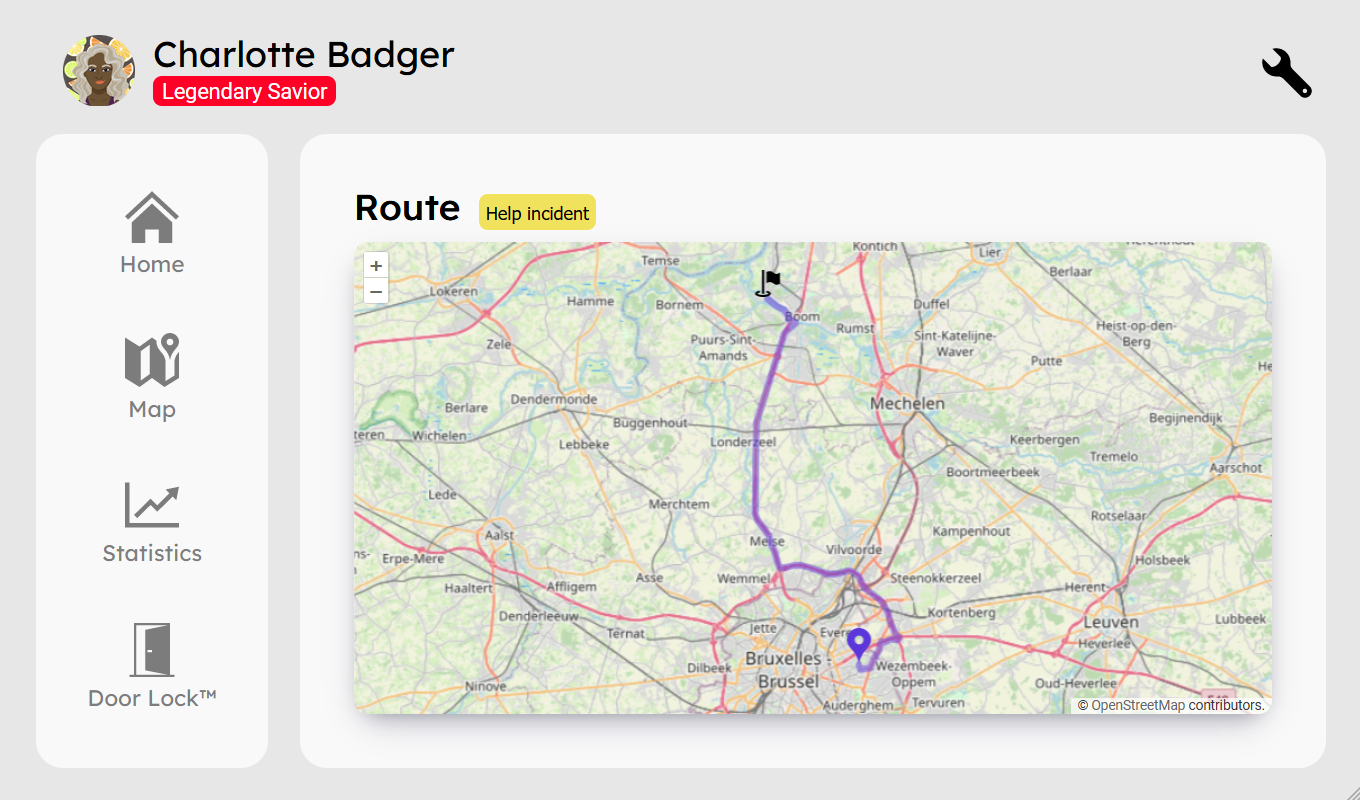 Charlotte Badger
Legendary Savior
Home
Map
Statistics
Door Lock™
Route
Help incident
+
−
Kontich
Lier
Temse
Berlaar
Lokeren
Hamme
Bornem
Duffel
Boom
Rumst
Heist-op-den-
Berg
Zele
Puurs-Sint-
Amands
Sint-Katelijne-
Waver
Putte
He
Dendermonde
Mechelen
Berlare
Buggenhout
Begijnendijk
teren
Wichelen
Lebbeke
Londerzeel
Keerbergen
Tremelo
Boortmeerbeek
Aarschot
Lede
Merchtem
Rotselaar
Aalst
Meise
Kampenhout
ns-
Erpe-Mere
Vilvoorde
Holsbeek
Haaltert
Affligem
Asse
Wemmel
Steenokkerzeel
Herent-
Denderleeuw
Kortenberg
Leuven
Lubbeek
Ternat
Jette
Evere
Heverlee
Dilbeek
Bruxelles -
Brussel
Wezembeek-
Oppem
Ninove
Oud-Heverlee
Auderghem
Tervuren
© OpenStreetMap contributors.